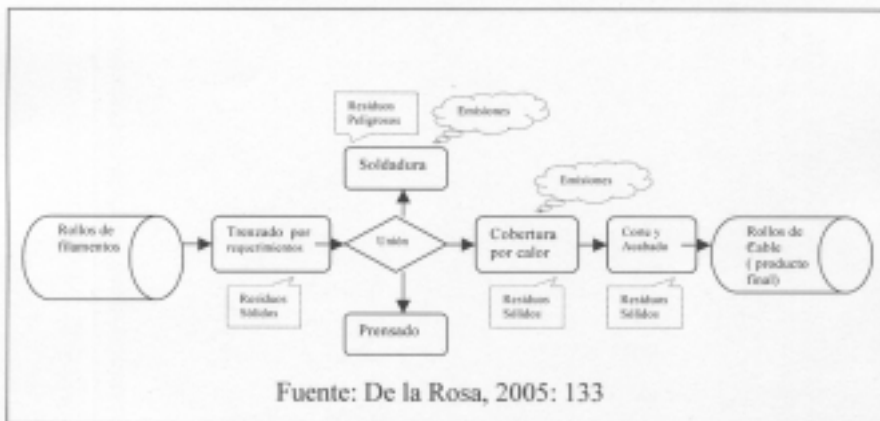 Residuos
Peligrosos
Emisiones
Soldadura
Emisiones
Rollos de
filamentos
Trenzado por
requerimientos
Unión
Cobertura
por calor
Corte y
Acabado
Rollos de
Cable
( producto
final)
Residuos
Sólidos
Residuos
Sólidos
Residuos
Sólidos
Prensado
Fuente: De la Rosa, 2005: 133